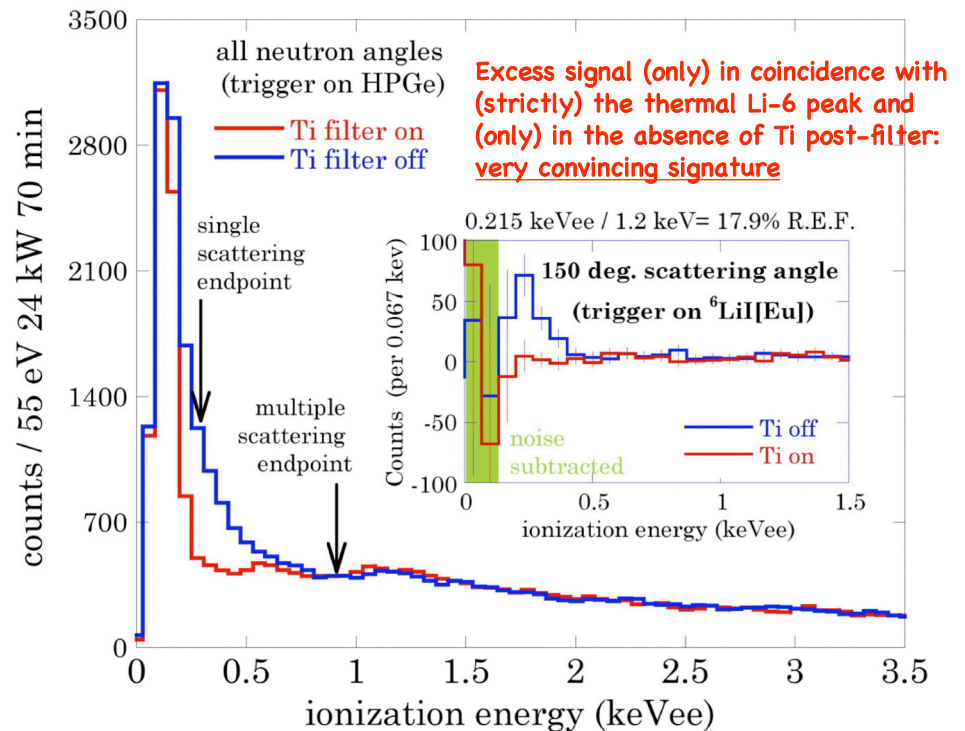 3500
2800
2100
1400
700
0
counts / 55 eV 24 kW 70 min
all neutron angles
(trigger on HPGe)
Ti filter on
Ti filter off
Excess signal (only) in coincidence with
(strictly) the thermal Li-6 peak and
(only) in the absence of Ti post-filter:
very convincing signature
single
scattering
endpoint
multiple
scattering
endpoint
0.215 keVee / 1.2 keV= 17.9% R.E.F.
100
50
0
-50
-100
Counts (per 0.067 kev)
150 deg. scattering angle
(trigger on ⁶LiI[Eu])
noise
subtracted
Ti off
Ti on
0 0.5 1 1.5
ionization energy (keVee)
0 0.5 1 1.5 2 2.5 3 3.5
ionization energy (keVee)